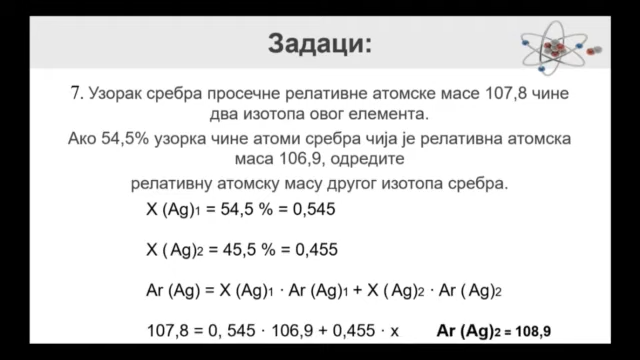 Задаци:
7. Узорак сребра просечне релативне атомске масе 107,8 чине
два изотопа овог елемента.
Ако 54,5% узорка чине атоми сребра чија је релативна атомска
маса 106,9, одредите
релативну атомску масу другог изотопа сребра.
X (Ag)1 = 54,5 % = 0,545
X ( Ag)2 = 45,5 % = 0,455
Ar (Ag) = X (Ag)1 · Ar (Ag)1 + X ( Ag)2 · Ar ( Ag)2
107,8 = 0, 545 · 106,9 + 0,455 · x Ar (Ag)2 = 108,9